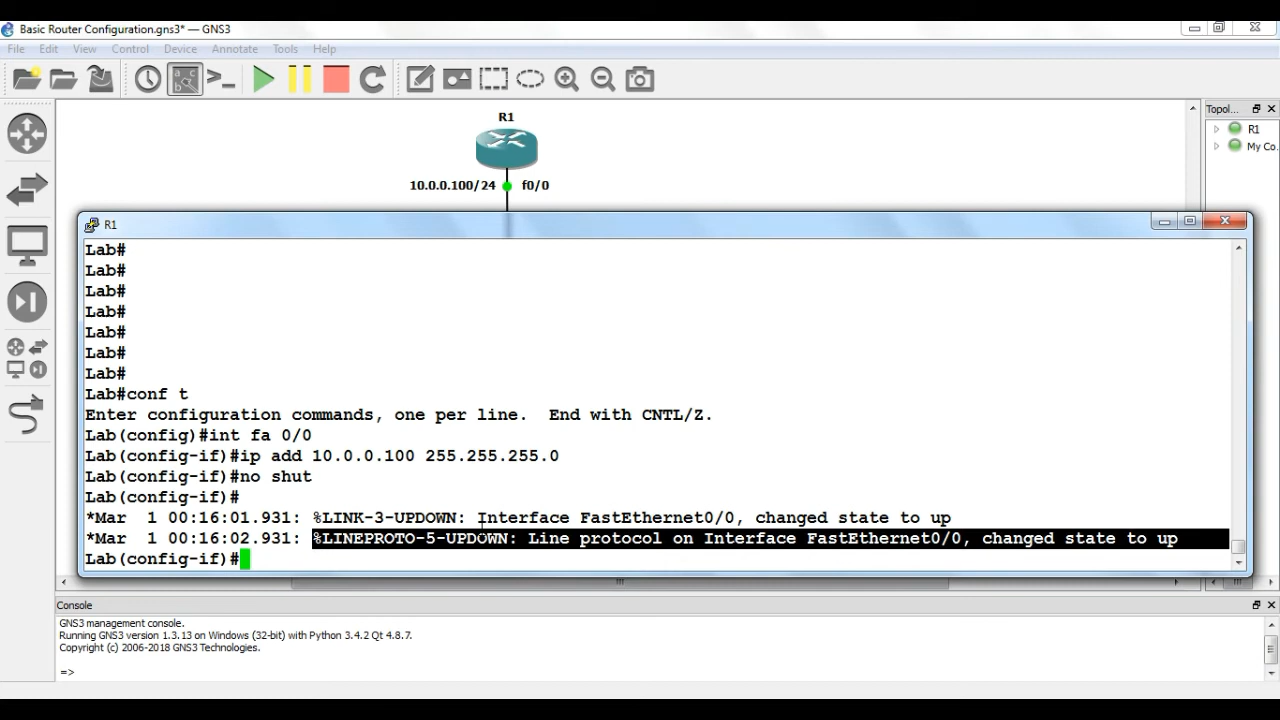 Basic Router Configuration.gns3* — GNS3
File Edit View Control Device Annotate Tools Help
R1
10.0.0.100/24 f0/0
Topol...
R1
My Co.
R1
Lab#
Lab#
Lab#
Lab#
Lab#
Lab#
Lab#
Lab#conf t
Enter configuration commands, one per line.  End with CNTL/Z.
Lab(config)#int fa 0/0
Lab(config-if)#ip add 10.0.0.100 255.255.255.0
Lab(config-if)#no shut
Lab(config-if)#
*Mar  1 00:16:01.931: %LINK-3-UPDOWN: Interface FastEthernet0/0, changed state to up
*Mar  1 00:16:02.931: %LINEPROTO-5-UPDOWN: Line protocol on Interface FastEthernet0/0, changed state to up
Lab(config-if)#
Console
GNS3 management console.
Running GNS3 version 1.3.13 on Windows (32-bit) with Python 3.4.2 Qt 4.8.7.
Copyright (c) 2006-2018 GNS3 Technologies.
=>